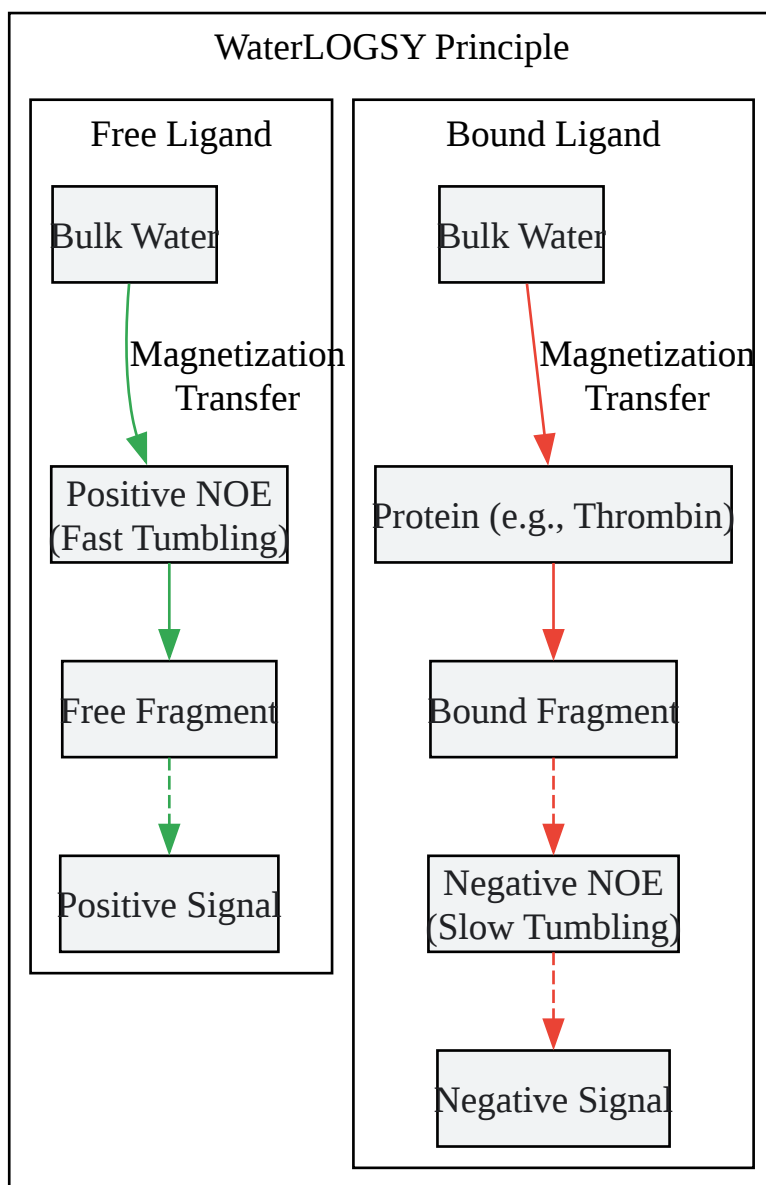 WaterLOGSY Principle
Free Ligand
Bulk Water
Magnetization
Transfer
Positive NOE
(Fast Tumbling)
Free Fragment
Positive Signal
Bound Ligand
Bulk Water
Magnetization
Transfer
Protein (e.g., Thrombin)
Bound Fragment
Negative NOE
(Slow Tumbling)
Negative Signal